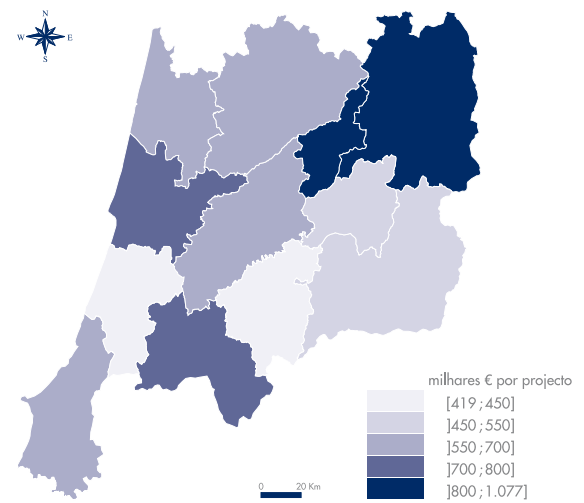 N
W E
S
milhares € por projecto
[419 ; 450]
]450 ; 550]
]550 ; 700]
]700 ; 800]
]800 ; 1.077]
0 20 Km